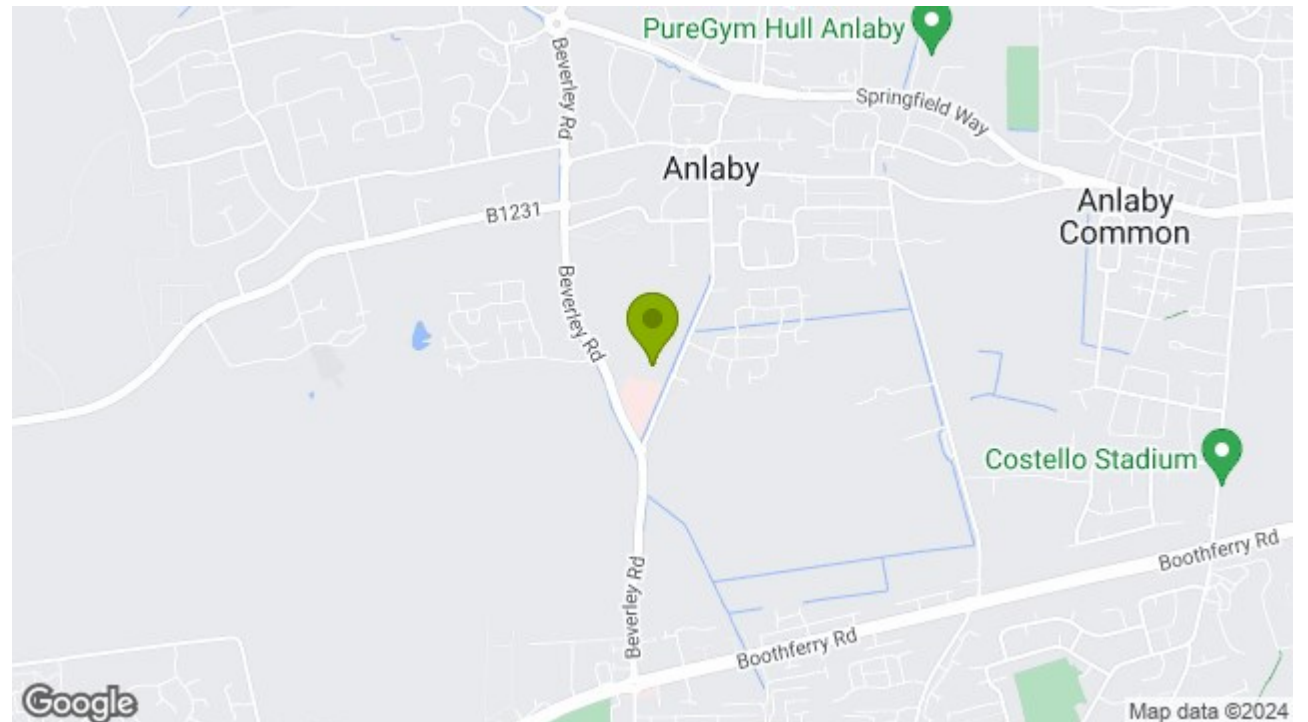 PureGym Hull Anlaby
Beverley Rd
Springfield Way
Anlaby
Anlaby
Common
B1231
Beverley Rd
Costello Stadium
Boothferry Rd
Beverley Rd
Boothferry Rd
Google
Map data ©2024